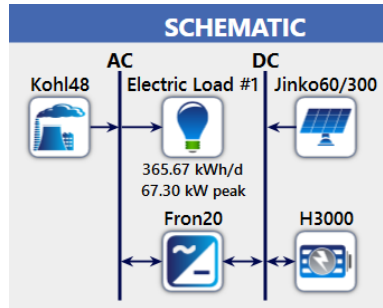 SCHEMATIC
AC DC
Kohl48 Electric Load #1 Jinko60/300
365.67 kWh/d
67.30 kW peak
Fron20 H3000